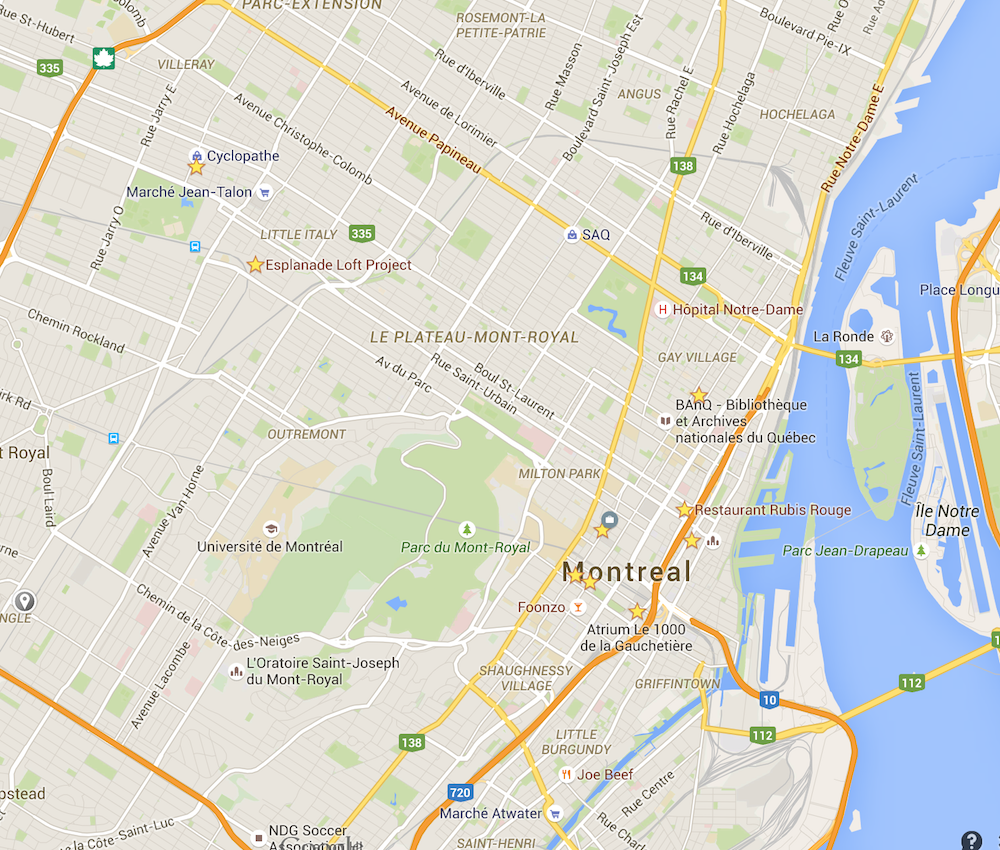 PARC-EXTENSION
ROSEMONT-LA
PETITE-PATRIE
Boulevard Pie-IX
Rue St-Hubert
335
VILLERAY
Rue d'Iberville
Rue Masson
Boulevard Saint-Joseph Est
ANGUS
Rue Rachel E
Rue Hochelaga
HOCHELAGA
Rue Notre-Dame E
Rue Jarry E
Avenue Christophe-Colomb
Avenue de Lorimier
Avenue Papineau
138
Cyclopathe
Marché Jean-Talon
Rue Jarry O
LITTLE ITALY
335
SAQ
Rue d'Iberville
Fleuve Saint-Laurent
Esplanade Loft Project
134
Place Longu
Chemin Rockland
LE PLATEAU-MONT-ROYAL
H
Hôpital Notre-Dame
La Ronde
GAY VILLAGE
134
Av du Parc
Rue Saint-Urbain
Boul St-Laurent
BAnQ - Bibliothèque
et Archives
nationales du Québec
Fleuve Saint-Laurent
rk Rd
OUTREMONT
t Royal
Boul Laird
Avenue Van Horne
MILTON PARK
Restaurant Rubis Rouge
Île Notre
Dame
Université de Montréal
Parc du Mont-Royal
Parc Jean-Drapeau
Montreal
NGLE
Foonzo
Chemin de la Côte-des-Neiges
Atrium Le 1000
de la Gauchetière
L'Oratoire Saint-Joseph
du Mont-Royal
Avenue Lacombe
SHAUGHNESSY
VILLAGE
GRIFFINTOWN
112
10
112
138
LITTLE
BURGUNDY
Joe Beef
720
Marché Atwater
Rue Centre
SAINT-HENRI
pstead
la Côte-Saint-Luc
NDG Soccer
Association
?